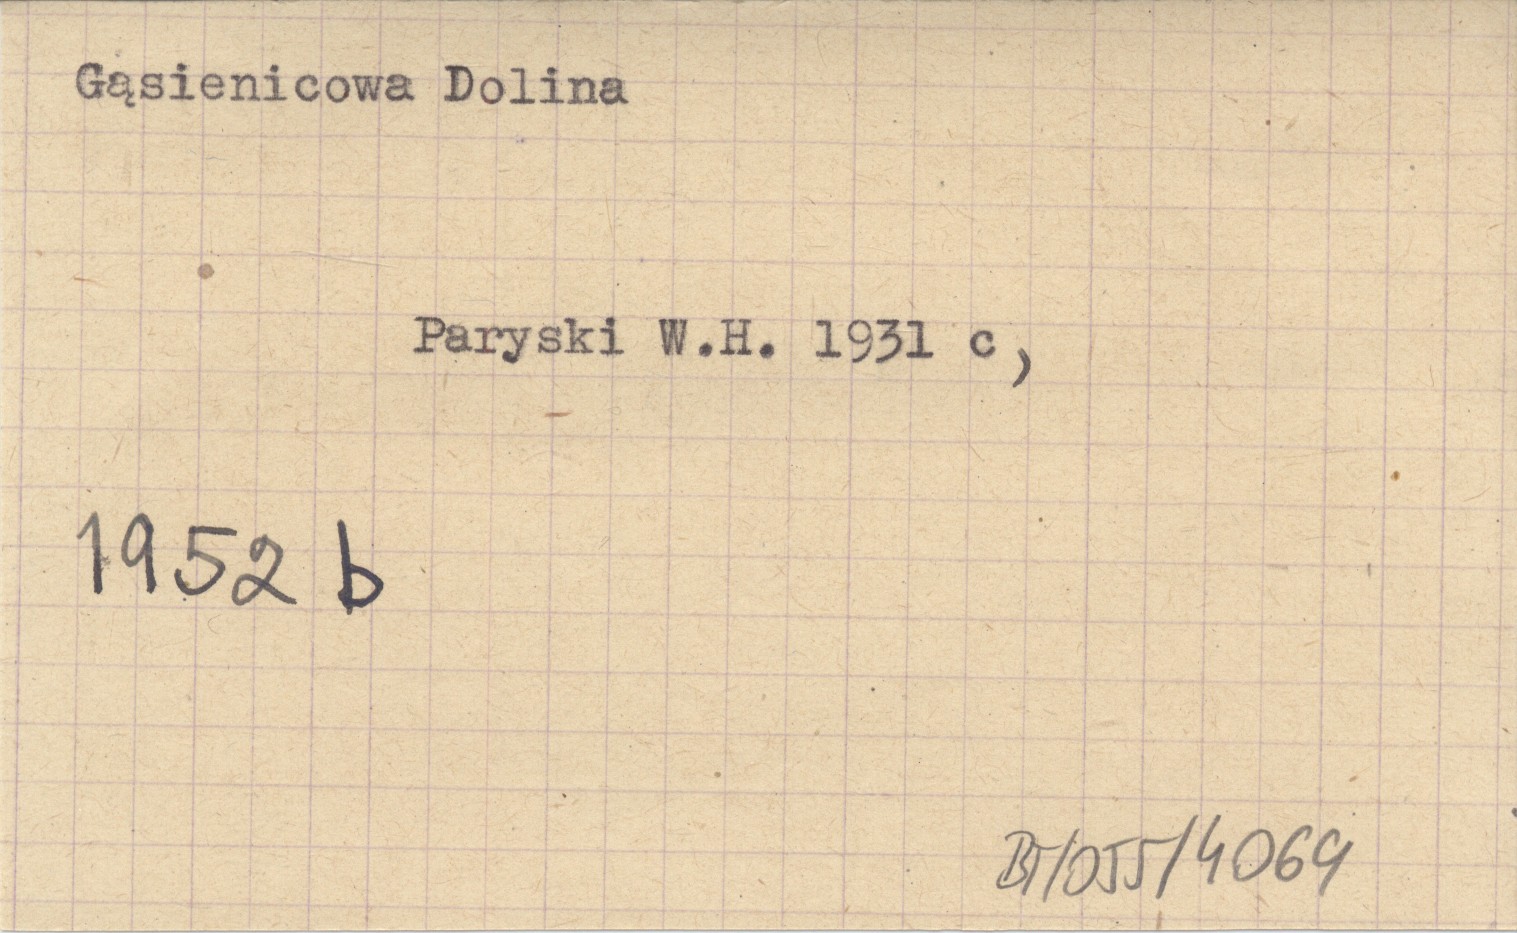 Gąsienicowa Dolina
Paryski W.H. 1931 c,
1952 b
BT/055/4069